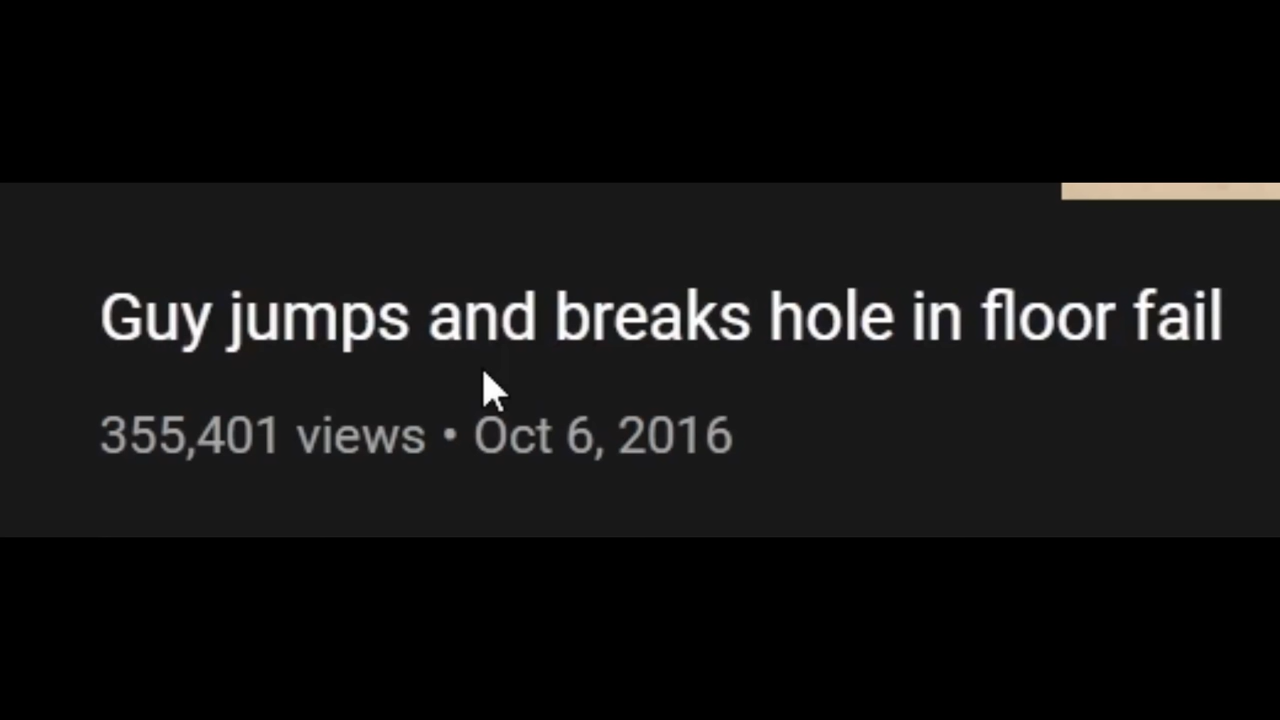 Guy jumps and breaks hole in floor fail
355,401 views • Oct 6, 2016